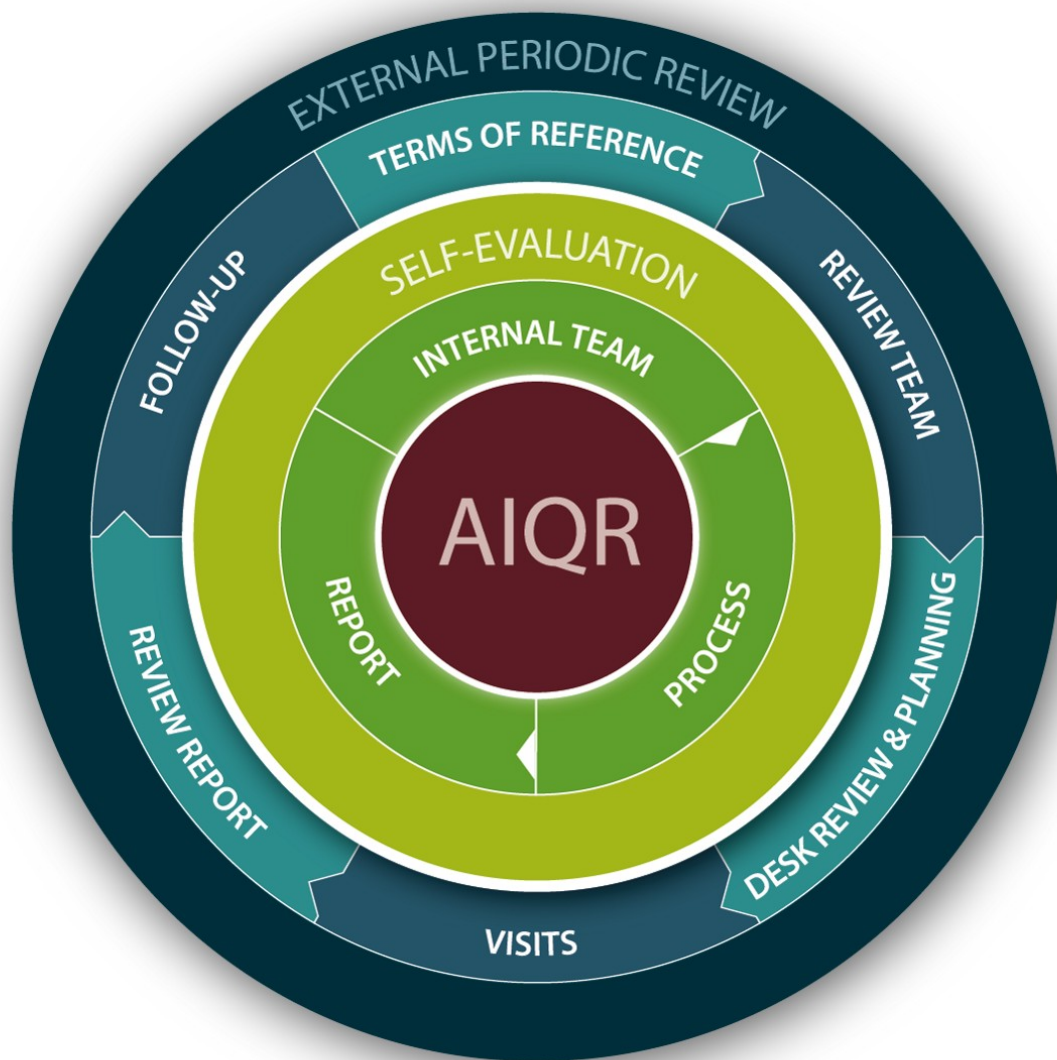 EXTERNAL PERIODIC REVIEW
TERMS OF REFERENCE
REVIEW TEAM
DESK REVIEW & PLANNING
VISITS
REVIEW REPORT
FOLLOW-UP
SELF-EVALUATION
INTERNAL TEAM
PROCESS
REPORT
AIQR